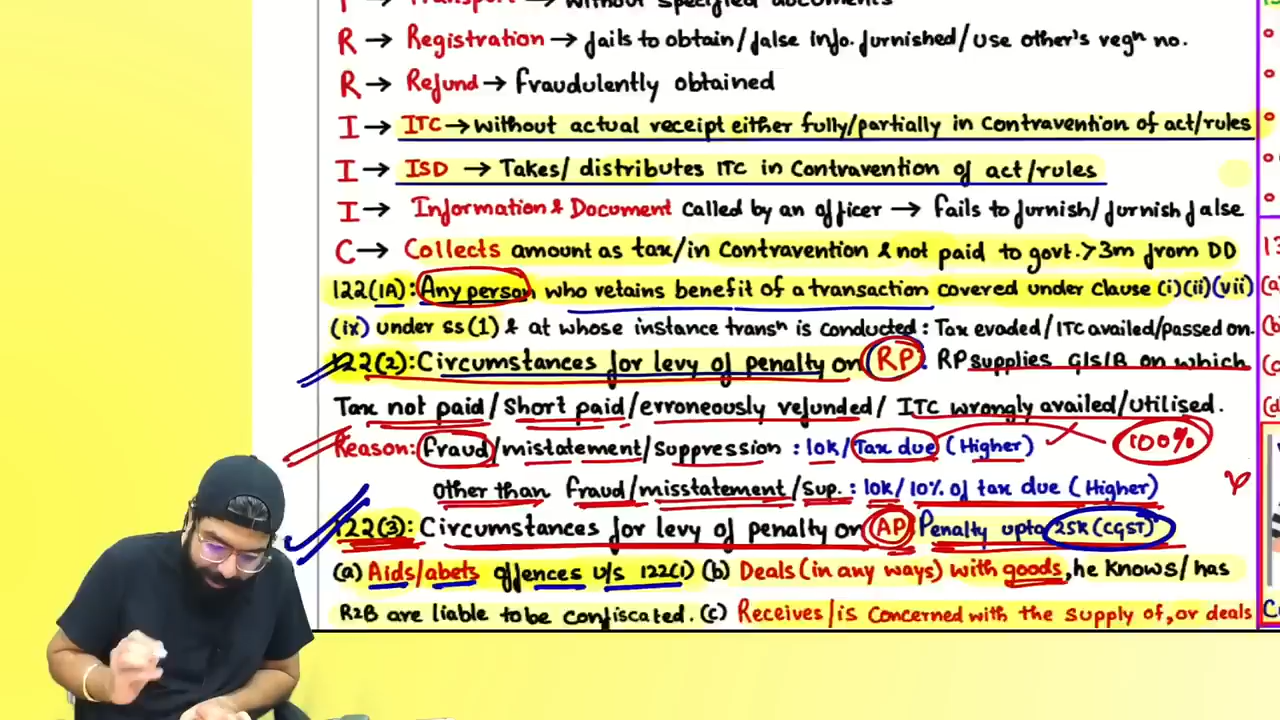 T → Transport → without specified documents
R → Registration → fails to obtain/false info. furnished/use other's regⁿ no.
R → Refund → fraudulently obtained
I → ITC → without actual receipt either fully/partially in Contravention of act/rules
I → ISD → Takes/distributes ITC in Contravention of act/rules
I → Information & Document called by an officer → fails to furnish/furnish false
C → Collects amount as tax/in Contravention & not paid to govt. > 3m from DD
122(1A): Any person who retains benefit of a transaction covered under clause (i)(ii)(vii)
(ix) under ss(1) & at whose instance transⁿ is conducted: Tax evaded/ITC availed/passed on.
122(2): Circumstances for levy of penalty on RP: RP supplies G/S/B on which
Tax not paid/Short paid/erroneously refunded/ITC wrongly availed/utilised.
Reason: fraud/mistatement/suppression : 10k/Tax due (Higher) 100%
other than fraud/misstatement/sup. : 10k/10% of tax due (Higher)
122(3): Circumstances for levy of penalty on AP Penalty upto 25k (CGST)
(a) Aids/abets offences u/s 122(1) (b) Deals (in any ways) with goods, he knows/has
R2B are liable to be confiscated. (c) Receives/is concerned with the supply of, or deals